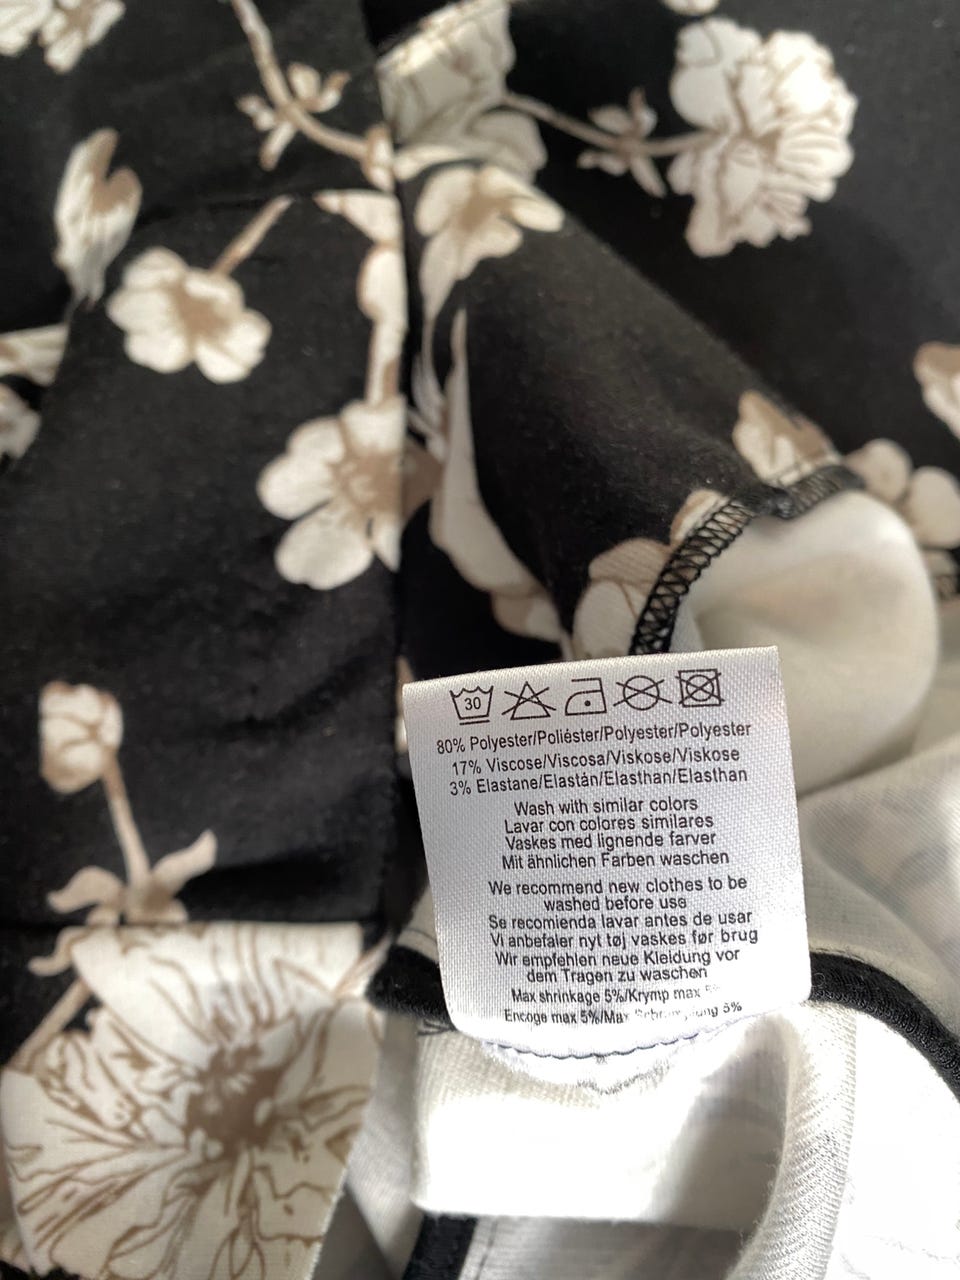 30
80% Polyester/Poliéster/Polyester/Polyester
17% Viscose/Viscosa/Viskose/Viskose
3% Elastane/Elastán/Elasthan/Elasthan
Wash with similar colors
Lavar con colores similares
Vaskes med lignende farver
Mit ähnlichen Farben waschen
We recommend new clothes to be
washed before use
Se recomienda lavar antes de usar
Vi anbefaler nyt tøj vaskes før brug
Wir empfehlen neue Kleidung vor
dem Tragen zu waschen
Max shrinkage 5%/Krymp max
Encoge max 5%/Max 5%